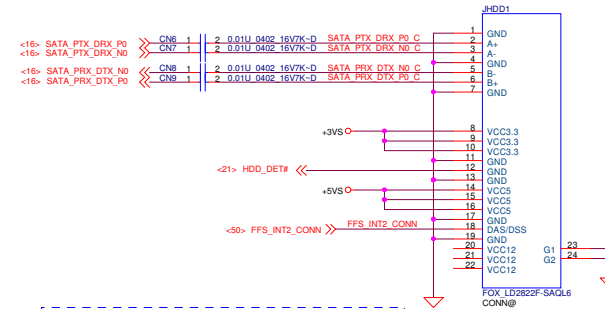 JHDD1
1 GND
<16> SATA_PTX_DRX_P0 CN6 1 2 0.01U_0402_16V7K~D SATA_PTX_DRX_P0_C 2 A+
<16> SATA_PTX_DRX_N0 CN7 1 2 0.01U_0402_16V7K~D SATA_PTX_DRX_N0_C 3 A-
4 GND
<16> SATA_PRX_DTX_N0 CN8 1 2 0.01U_0402_16V7K~D SATA_PRX_DTX_N0_C 5 B-
<16> SATA_PRX_DTX_P0 CN9 1 2 0.01U_0402_16V7K~D SATA_PRX_DTX_P0_C 6 B+
7 GND
+3VS 8 VCC3.3
9 VCC3.3
10 VCC3.3
11 GND
<21> HDD_DET# 12 GND
13 GND
+5VS 14 VCC5
15 VCC5
16 VCC5
17 GND
<50> FFS_INT2_CONN FFS_INT2_CONN 18 DAS/DSS
19 GND
20 VCC12 G1 23
21 VCC12 G2 24
22 VCC12
FOX_LD2822F-SAQL6
CONN@